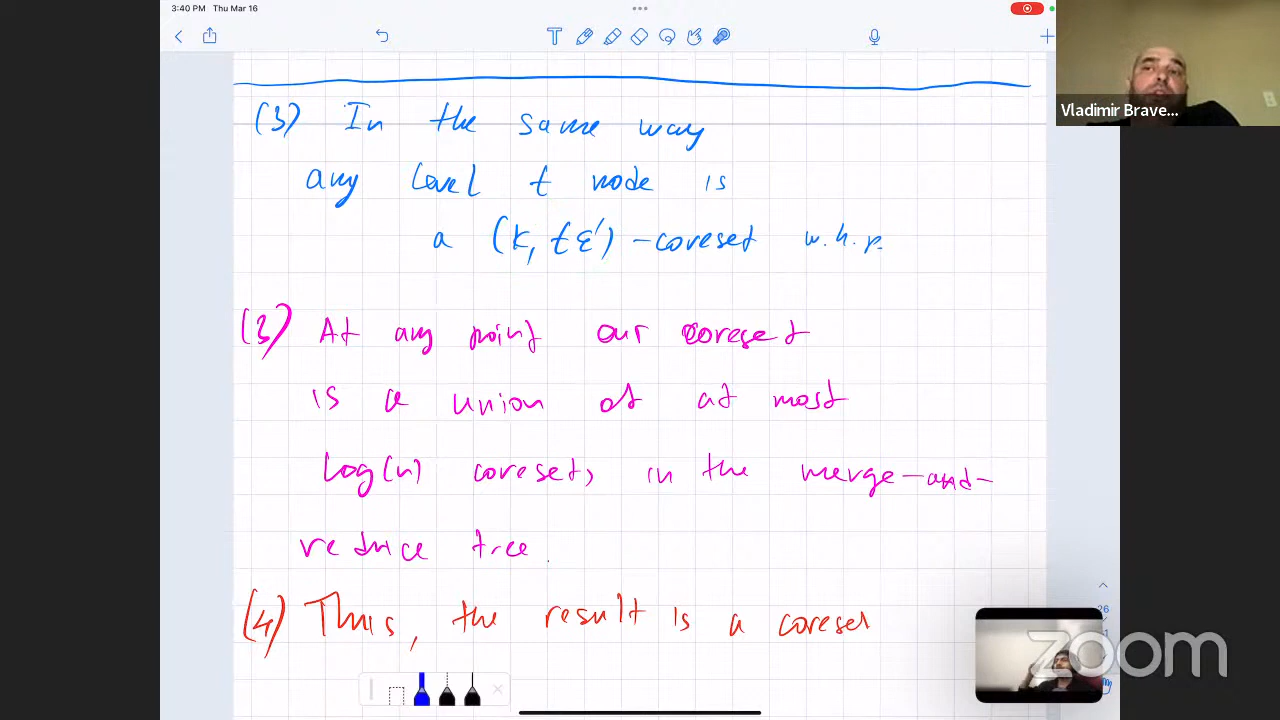 3:40 PM Thu Mar 16
Vladimir Brave...
(3) In the same way
any level t node is
a (k, tε') - coreset w.h.p.
(3) At any point our coreset
is a union of at most
log(n) coresets in the merge-and-
reduce tree.
(4) Thus, the result is a coreset
26
zoom